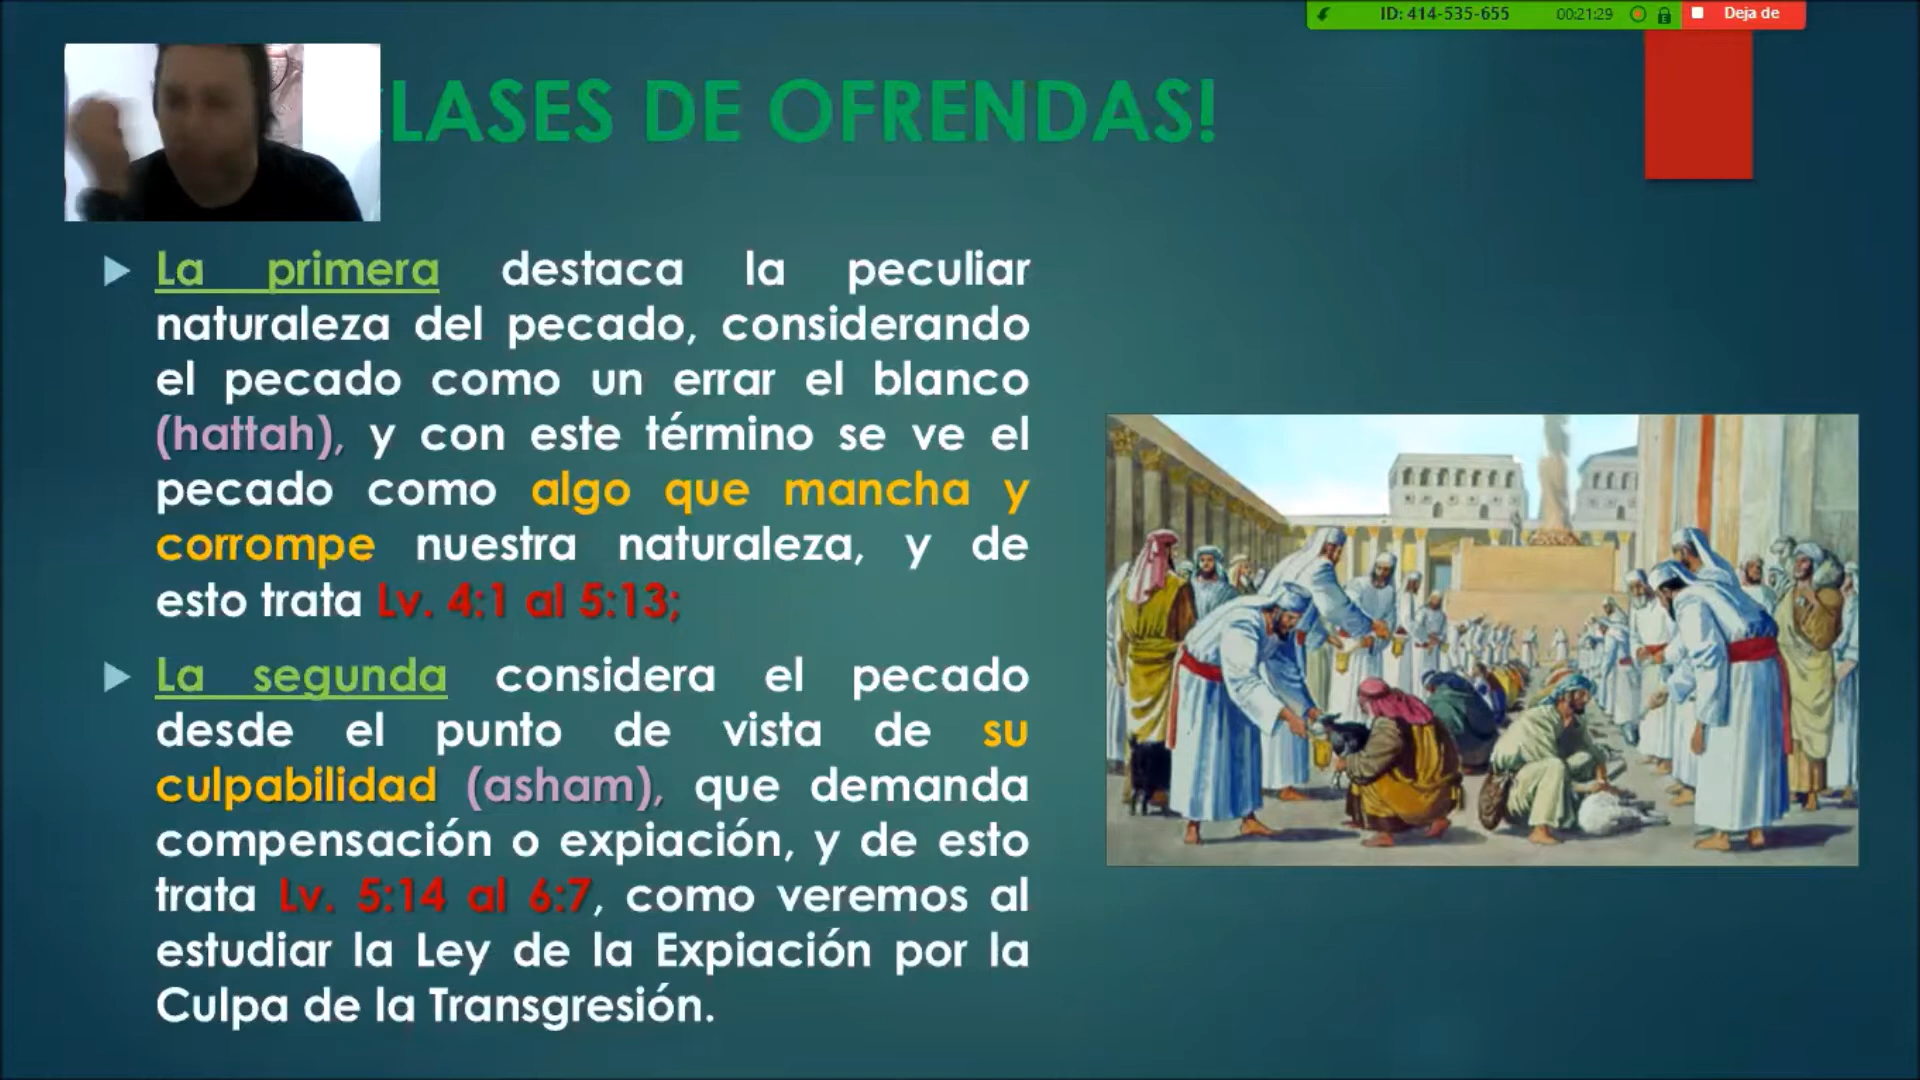 ID: 414-535-655 00:21:29 Deja de
LASES DE OFRENDAS!
La primera destaca la peculiar
naturaleza del pecado, considerando
el pecado como un errar el blanco
(hattah), y con este término se ve el
pecado como algo que mancha y
corrompe nuestra naturaleza, y de
esto trata Lv. 4:1 al 5:13;
La segunda considera el pecado
desde el punto de vista de su
culpabilidad (asham), que demanda
compensación o expiación, y de esto
trata Lv. 5:14 al 6:7, como veremos al
estudiar la Ley de la Expiación por la
Culpa de la Transgresión.